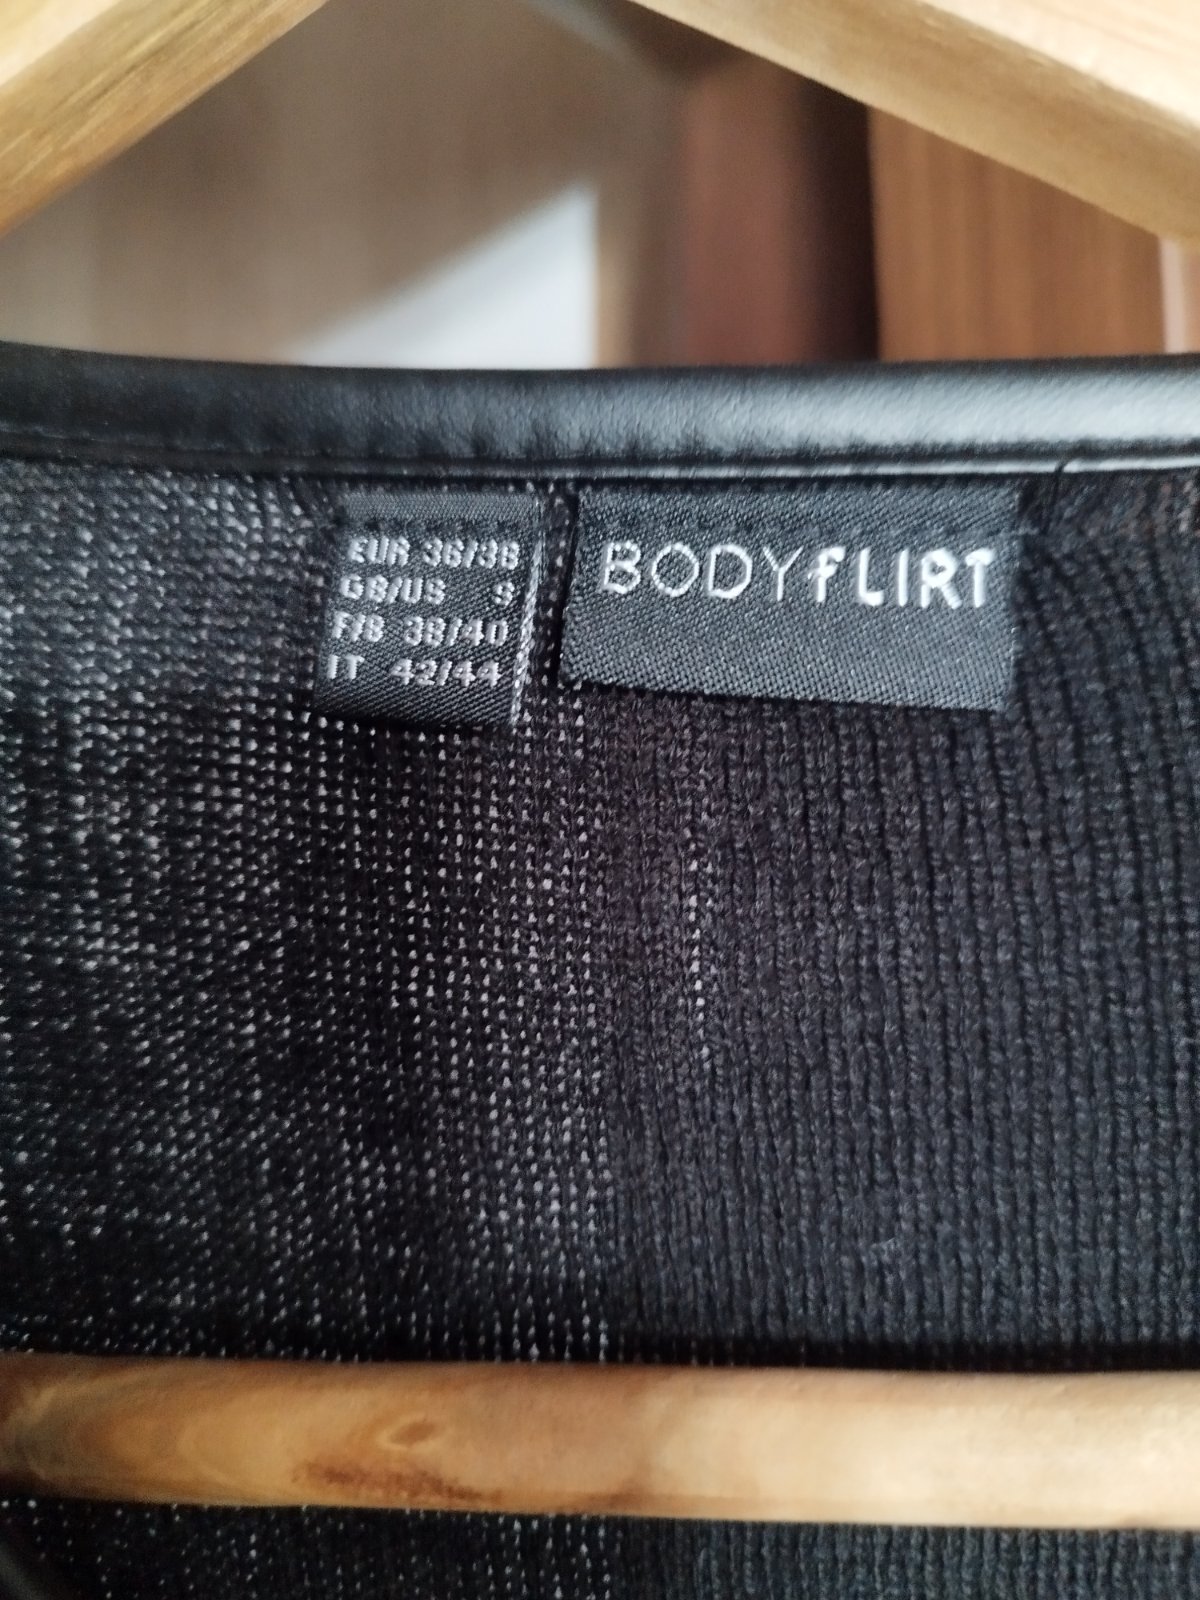 EUR 36/38
GB/US S
F/B 38/40
IT 42/44
BODYFLIRT